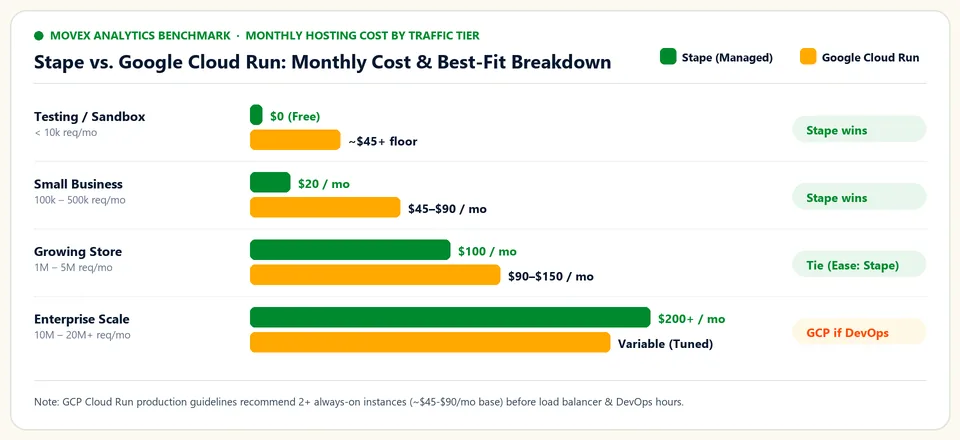 MOVEX ANALYTICS BENCHMARK · MONTHLY HOSTING COST BY TRAFFIC TIER
Stape vs. Google Cloud Run: Monthly Cost & Best-Fit Breakdown
Stape (Managed)
Google Cloud Run
Testing / Sandbox
< 10k req/mo
$0 (Free)
~$45+ floor
Stape wins
Small Business
100k – 500k req/mo
$20 / mo
$45–$90 / mo
Stape wins
Growing Store
1M – 5M req/mo
$100 / mo
$90–$150 / mo
Tie (Ease: Stape)
Enterprise Scale
10M – 20M+ req/mo
$200+ / mo
Variable (Tuned)
GCP if DevOps
Note: GCP Cloud Run production guidelines recommend 2+ always-on instances (~$45-$90/mo base) before load balancer & DevOps hours.